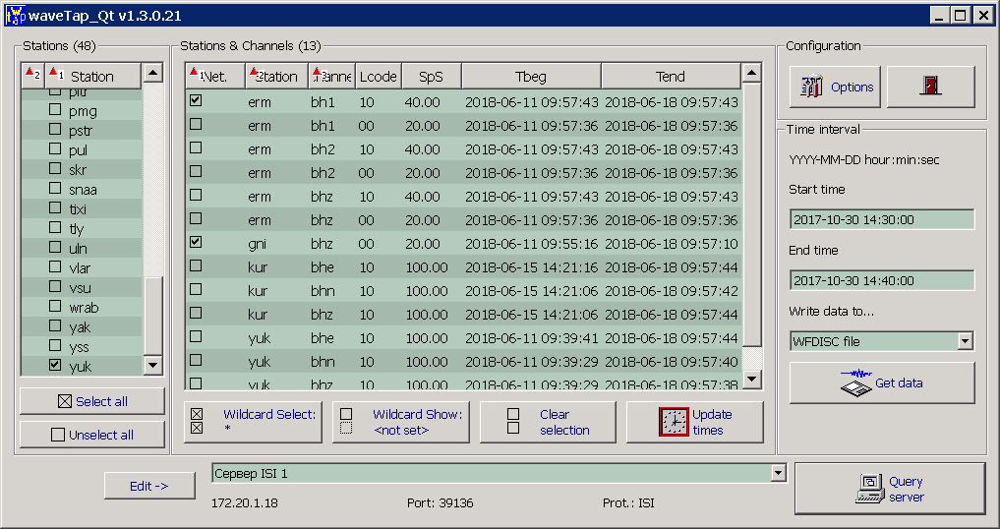 waveTap_Qt v1.3.0.21
Stations (48)
2 1 Station
pmg
pstr
pul
skr
snaa
tixi
tly
uln
vlar
vsu
wrab
yak
yss
yuk
Select all
Unselect all
Stations & Channels (13)
Net. Station Channel Lcode SpS Tbeg Tend
erm bh1 10 40.00 2018-06-11 09:57:43 2018-06-18 09:57:43
erm bh1 00 20.00 2018-06-11 09:57:36 2018-06-18 09:57:36
erm bh2 10 40.00 2018-06-11 09:57:43 2018-06-18 09:57:43
erm bh2 00 20.00 2018-06-11 09:57:36 2018-06-18 09:57:36
erm bhz 10 40.00 2018-06-11 09:57:43 2018-06-18 09:57:43
erm bhz 00 20.00 2018-06-11 09:57:36 2018-06-18 09:57:36
gni bhz 00 20.00 2018-06-11 09:55:16 2018-06-18 09:57:10
kur bhe 10 100.00 2018-06-15 14:21:16 2018-06-18 09:57:44
kur bhn 10 100.00 2018-06-15 14:21:06 2018-06-18 09:57:42
kur bhz 10 100.00 2018-06-15 14:21:06 2018-06-18 09:57:44
yuk bhe 10 100.00 2018-06-11 09:39:41 2018-06-18 09:57:44
yuk bhn 10 100.00 2018-06-11 09:39:29 2018-06-18 09:57:40
yuk bhz 10 100.00 2018-06-11 09:39:29 2018-06-18 09:57:38
Wildcard Select:
*
Wildcard Show:
<not set>
Clear
selection
Update
times
Configuration
Options
Time interval
YYYY-MM-DD hour:min:sec
Start time
2017-10-30 14:30:00
End time
2017-10-30 14:40:00
Write data to...
WFDISC file
Get data
Edit ->
Сервер ISI 1
172.20.1.18 Port: 39136 Prot.: ISI
Query
server